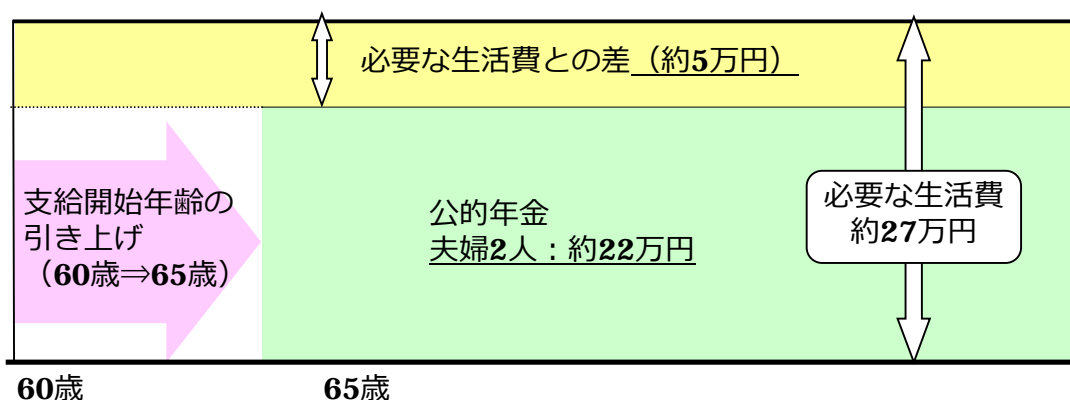 必要な生活費との差（約5万円）
支給開始年齢の
引き上げ
（60歳⇒65歳）
公的年金
夫婦2人：約22万円
必要な生活費
約27万円
60歳
65歳